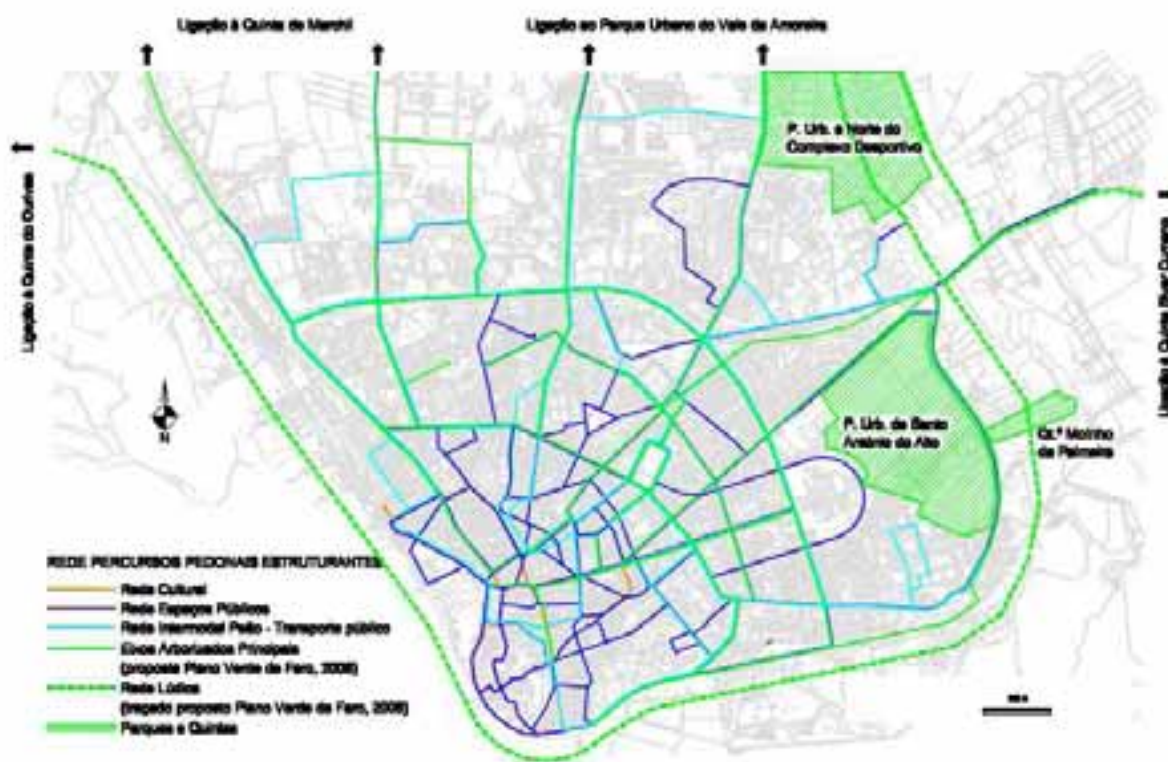 Ligação à Quinta de Marchil
Ligação ao Parque Urbano do Vale da Amoreira
Ligação à Quinta do Ourives
P. Urb. a Norte do
Complexo Desportivo
P. Urb. de Santo
António do Alto
Qt.ª Moinho
da Palmeira
Ligação à Quinta
N
REDE PERCURSOS PEDONAIS ESTRUTURANTES
Rede Cultural
Rede Espaços Públicos
Rede Intermodal Peão - Transporte público
Eixos Arborizados Principais
(proposta Plano Verde de Faro, 2008)
Rede Lúdica
(traçado proposto Plano Verde de Faro, 2008)
Parques e Quintas